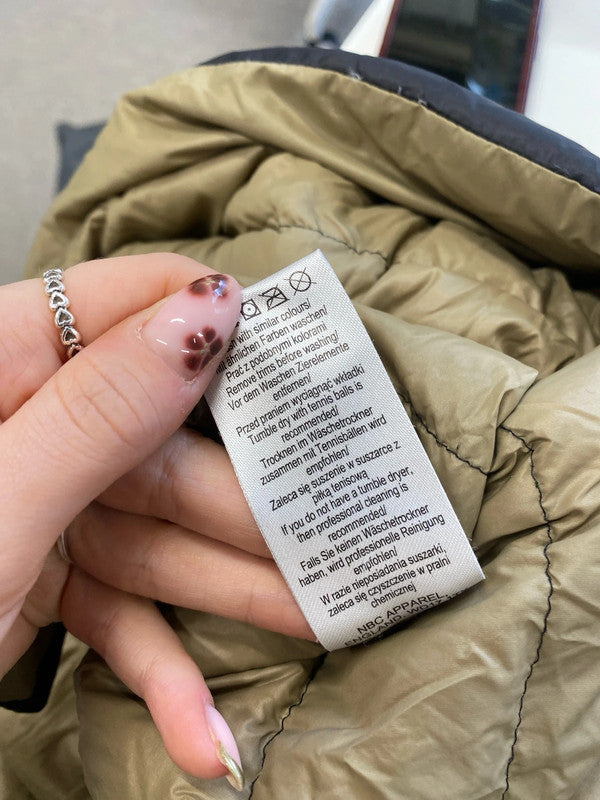 with similar colours/
ähnlichen Farben waschen/
Prać z podobnymi kolorami
Remove trims before washing/
Vor dem Waschen Zierelemente
entfernen/
Przed praniem wyciągnąć wkładki
Tumble dry with tennis balls is
recommended/
Trocknen im Wäschetrockner
zusammen mit Tennisbällen wird
empfohlen/
Zaleca się suszenie w suszarce z
piłką tenisową
If you do not have a tumble dryer,
then professional cleaning is
recommended/
Falls Sie keinen Wäschetrockner
haben, wird professionelle Reinigung
empfohlen/
W razie nieposiadania suszarki,
zaleca się czyszczenie w pralni
chemicznej
NBC APPAREL
ENGLAND,